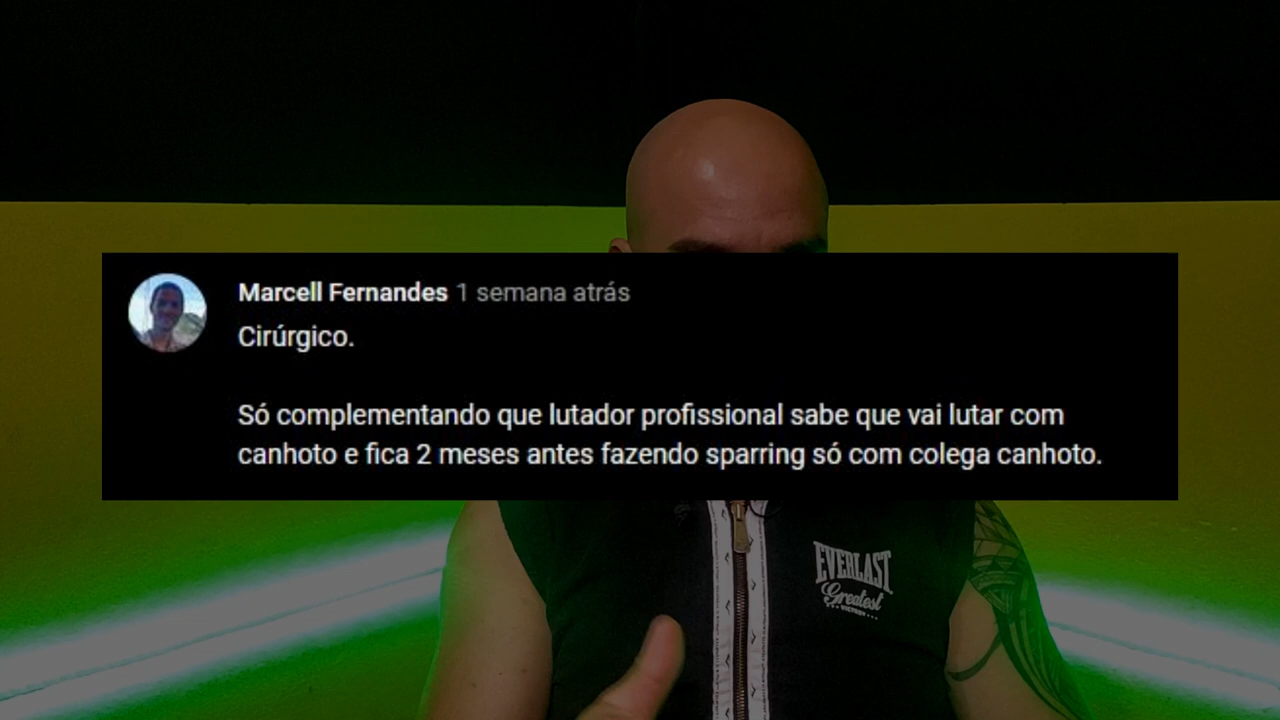 Marcell Fernandes 1 semana atrás
Cirúrgico.
Só complementando que lutador profissional sabe que vai lutar com
canhoto e fica 2 meses antes fazendo sparring só com colega canhoto.
EVERLAST
Greatest